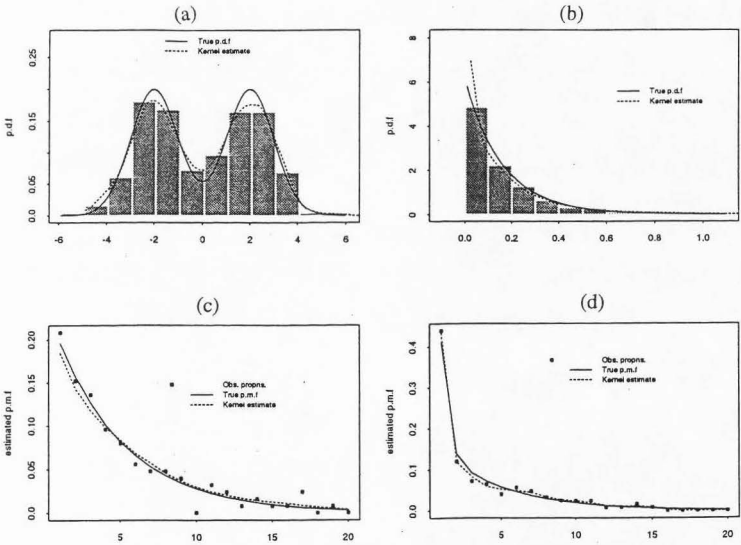 (a)
True p.d.f
Kernel estimate
p.d.f
0.25
0.15
0.05
0.0
-6 -4 -2 0 2 4 6
(b)
True p.d.f
Kernel estimate
p.d.f
8
6
4
2
0
0.0 0.2 0.4 0.6 0.8 1.0
(c)
Obs. propns.
True p.m.f
Kernel estimate
estimated p.m.f
0.20
0.15
0.10
0.05
0.0
5 10 15 20
(d)
Obs. propns.
True p.m.f
Kernel estimate
estimated p.m.f
0.4
0.3
0.2
0.1
0.0
5 10 15 20